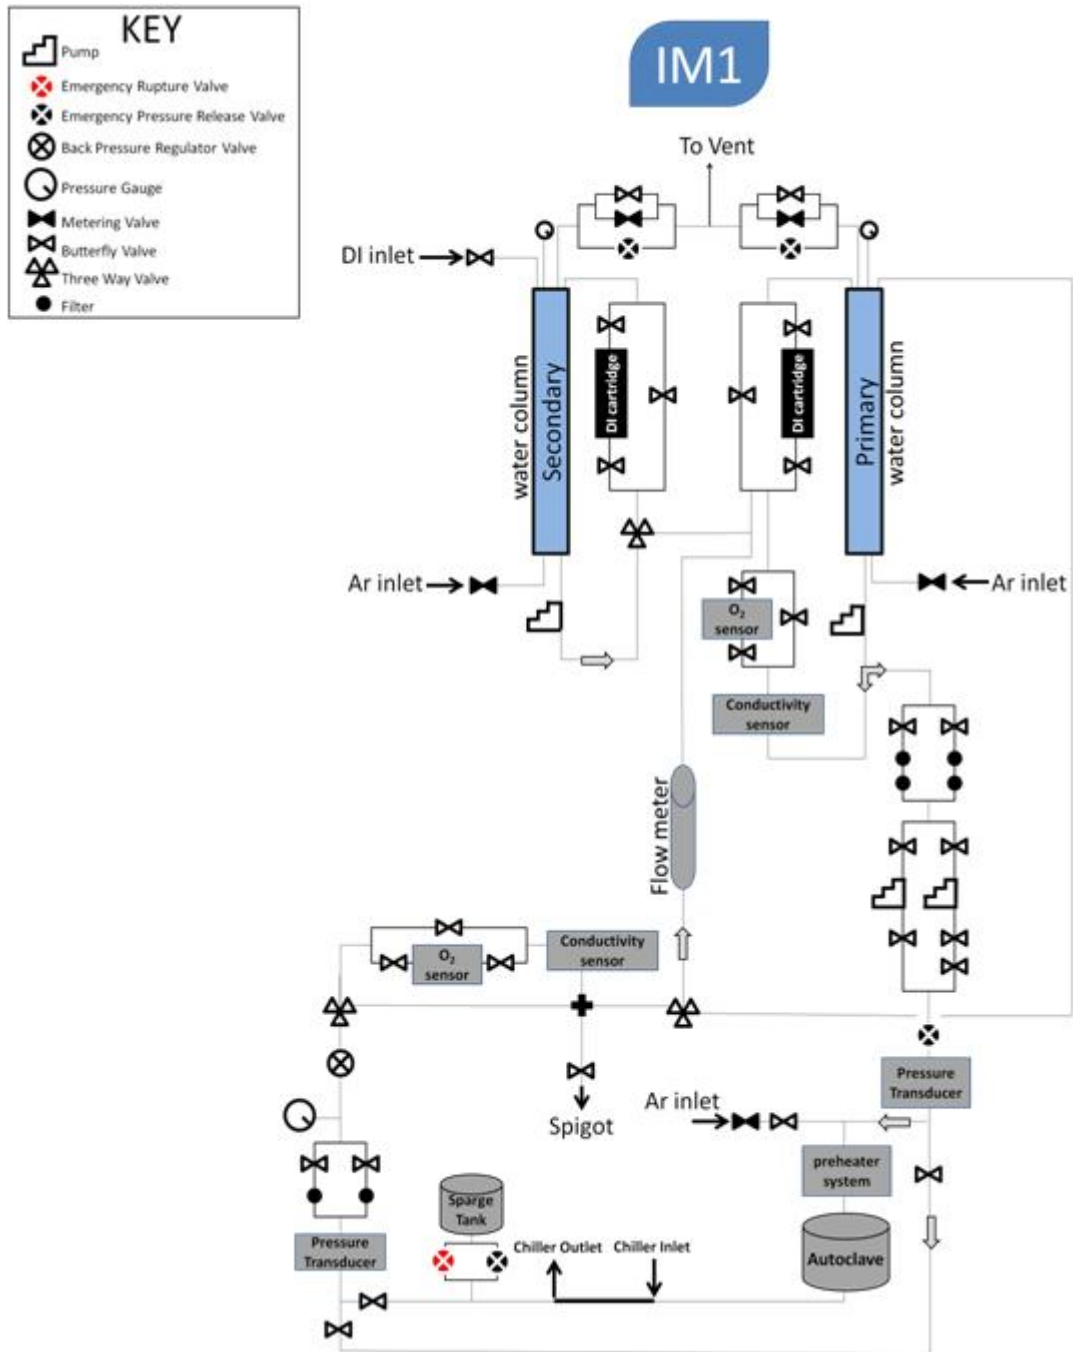 KEY
Pump
Emergency Rupture Valve
Emergency Pressure Release Valve
Back Pressure Regulator Valve
Pressure Gauge
Metering Valve
Butterfly Valve
Three Way Valve
Filter
IM1
To Vent
DI inlet
water column
Secondary
DI cartridge
DI cartridge
Primary
water column
Ar inlet
Ar inlet
O₂
sensor
Conductivity
sensor
Flow meter
O₂
sensor
Conductivity
sensor
Spigot
Pressure
Transducer
Ar inlet
preheater
system
Autoclave
Sparge
Tank
Chiller Outlet
Chiller Inlet
Pressure
Transducer